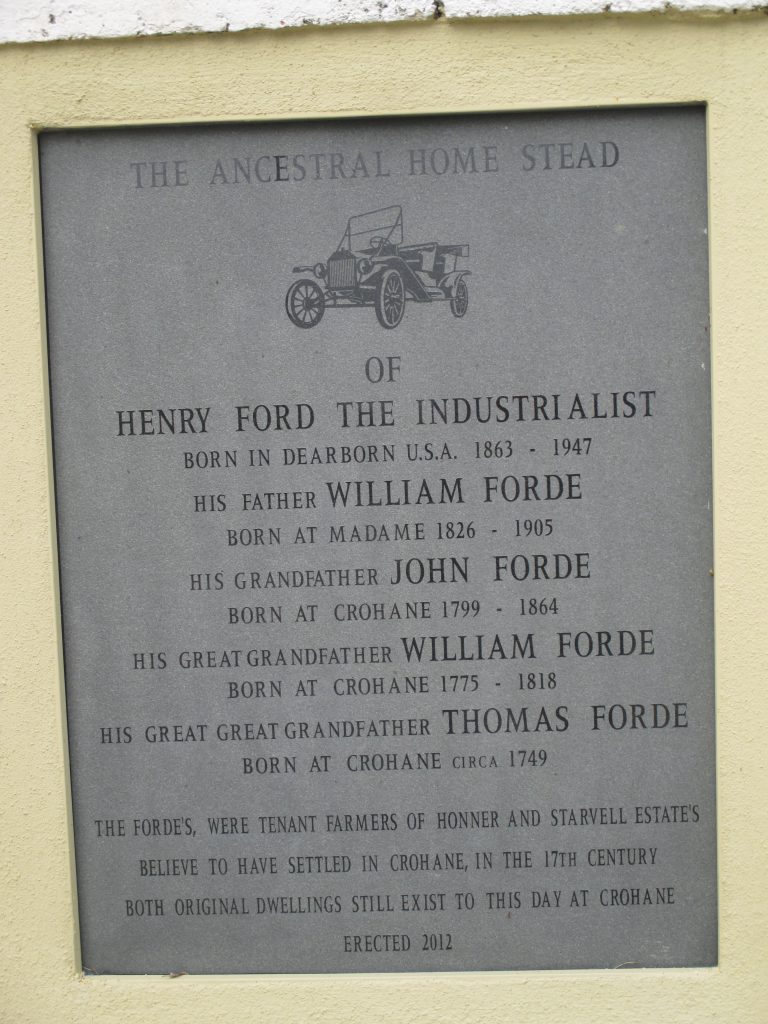 THE ANCESTRAL HOME STEAD
OF
HENRY FORD THE INDUSTRIALIST
BORN IN DEARBORN U.S.A. 1863 - 1947
HIS FATHER WILLIAM FORDE
BORN AT MADAME 1826 - 1905
HIS GRANDFATHER JOHN FORDE
BORN AT CROHANE 1799 - 1864
HIS GREAT GRANDFATHER WILLIAM FORDE
BORN AT CROHANE 1775 - 1818
HIS GREAT GREAT GRANDFATHER THOMAS FORDE
BORN AT CROHANE CIRCA 1749
THE FORDE'S, WERE TENANT FARMERS OF HONNER AND STARVELL ESTATE'S
BELIEVE TO HAVE SETTLED IN CROHANE, IN THE 17TH CENTURY
BOTH ORIGINAL DWELLINGS STILL EXIST TO THIS DAY AT CROHANE
ERECTED 2012